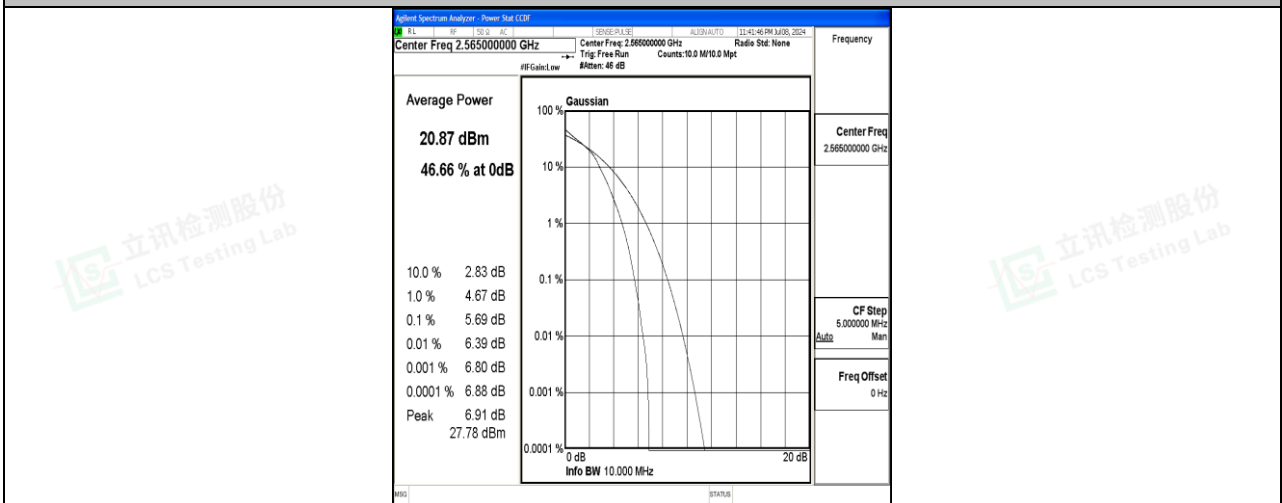 Agilent Spectrum Analyzer - Power Stat CCDF
RL RF 50 Ω AC SENSE:PULSE ALIGNAUTO 11:41:46 PM Jul 08, 2024
Center Freq 2.565000000 GHz
Center Freq: 2.565000000 GHz Radio Std: None
Trig: Free Run Counts:10.0 M/10.0 Mpt
#IFGain:Low #Atten: 46 dB
Frequency
Average Power
20.87 dBm
46.66 % at 0dB
10.0 % 2.83 dB
1.0 % 4.67 dB
0.1 % 5.69 dB
0.01 % 6.39 dB
0.001 % 6.80 dB
0.0001 % 6.88 dB
Peak 6.91 dB
27.78 dBm
Gaussian
100 %
10 %
1 %
0.1 %
0.01 %
0.001 %
0.0001 %
0 dB 20 dB
Info BW 10.000 MHz
Center Freq
2.565000000 GHz
CF Step
5.000000 MHz
Auto Man
Freq Offset
0 Hz
MSG STATUS
立讯检测股份
LCS Testing Lab
立讯检测股份
LCS Testing Lab